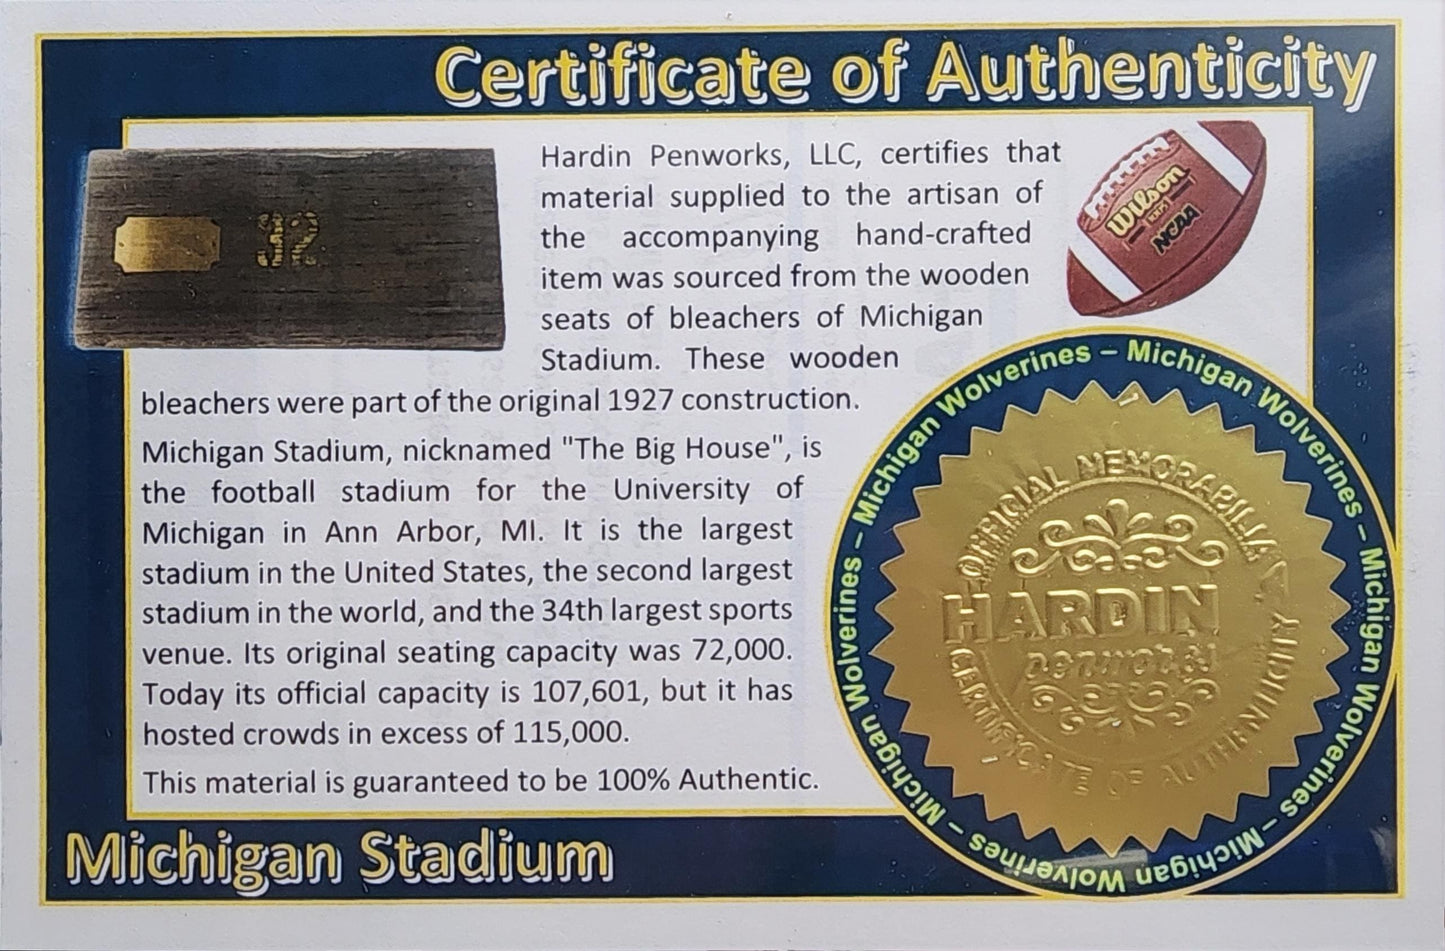 Certificate of Authenticity
32
Hardin Penworks, LLC, certifies that
material supplied to the artisan of
the accompanying hand-crafted
item was sourced from the wooden
seats of bleachers of Michigan
Stadium. These wooden
bleachers were part of the original 1927 construction.
Wilson
NCAA
Michigan Stadium, nicknamed "The Big House", is
the football stadium for the University of
Michigan in Ann Arbor, MI. It is the largest
stadium in the United States, the second largest
stadium in the world, and the 34th largest sports
venue. Its original seating capacity was 72,000.
Today its official capacity is 107,601, but it has
hosted crowds in excess of 115,000.
This material is guaranteed to be 100% Authentic.
Michigan Wolverines – Michigan Wolverines – Michigan Wolverines – Michigan Wolverines – Michigan Wolverines – Michigan Wolverines –
OFFICIAL MEMORABILIA
HARDIN
penworks
CERTIFICATE OF AUTHENTICITY
Michigan Stadium